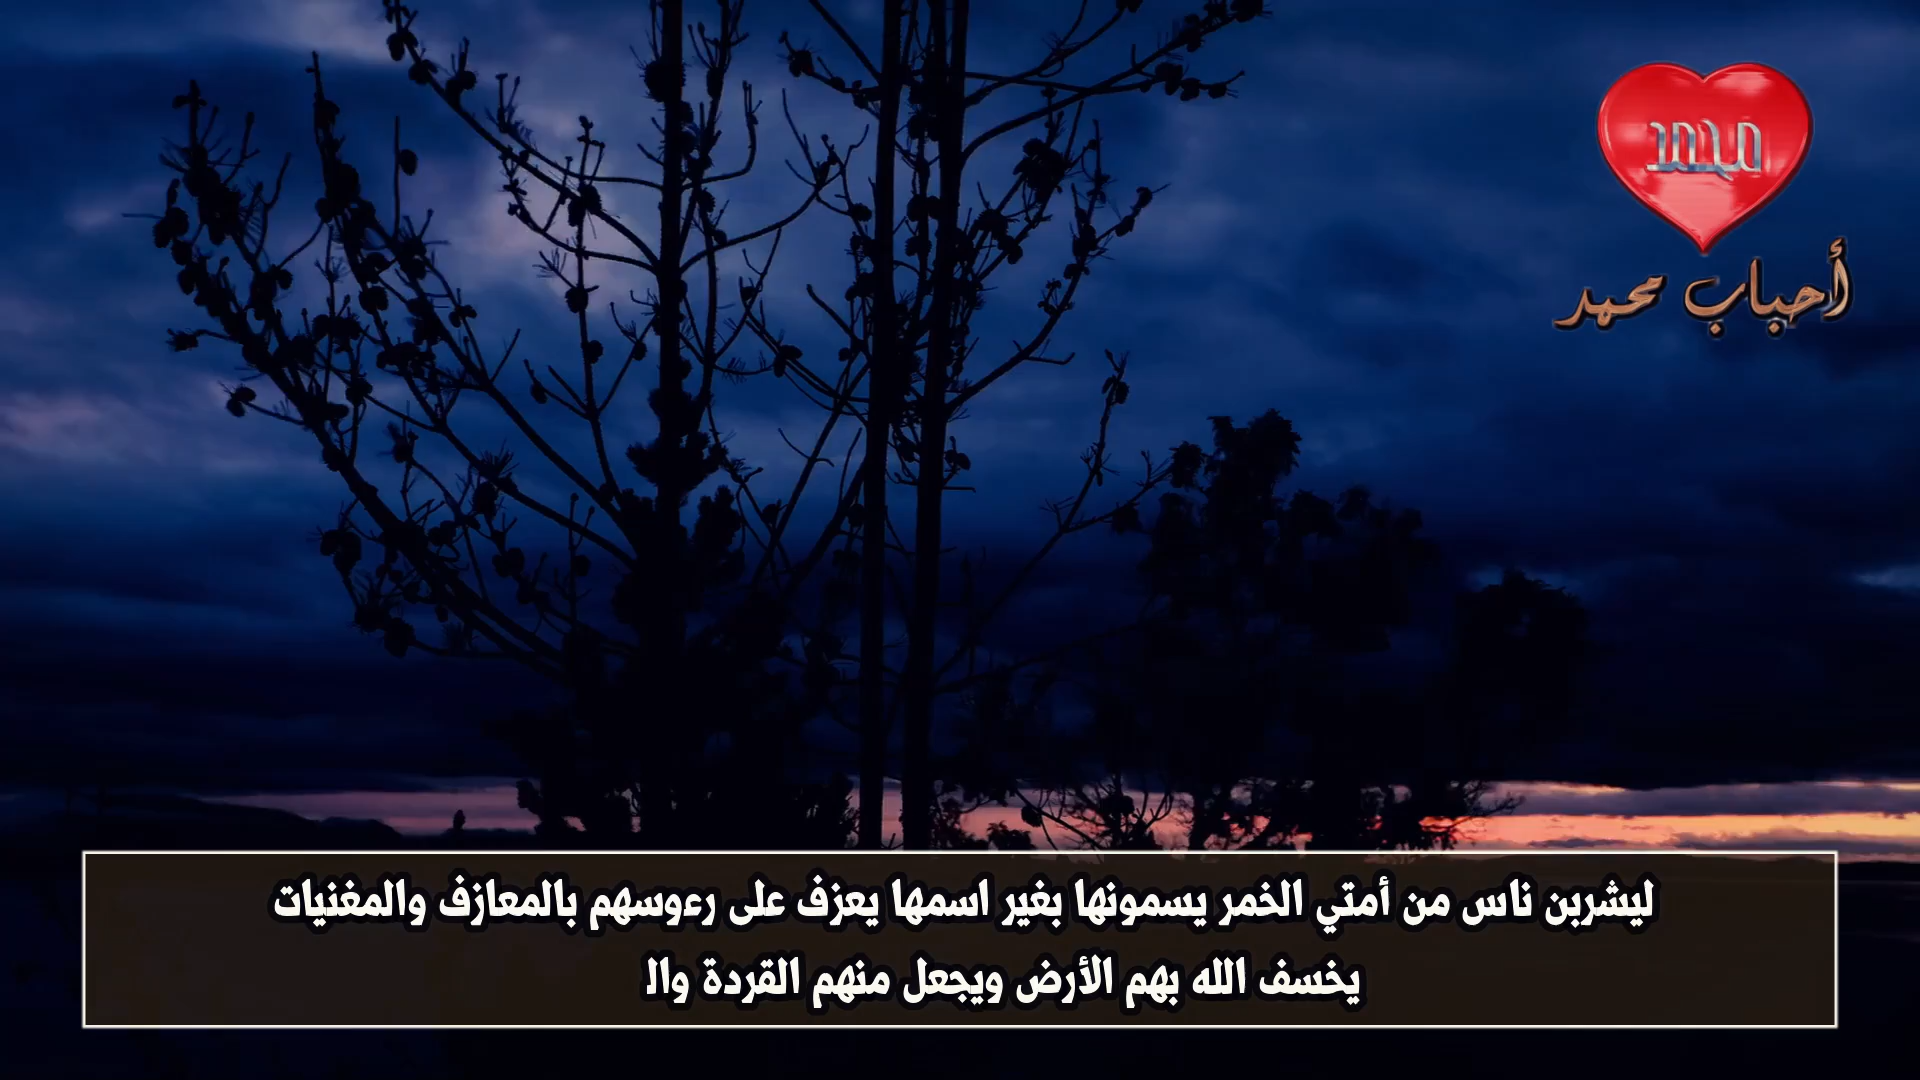 محمد
أحباب محمد
ليشربن ناس من أمتي الخمر يسمونها بغير اسمها يعزف على رءوسهم بالمعازف والمغنيات
يخسف الله بهم الأرض ويجعل منهم القردة وال